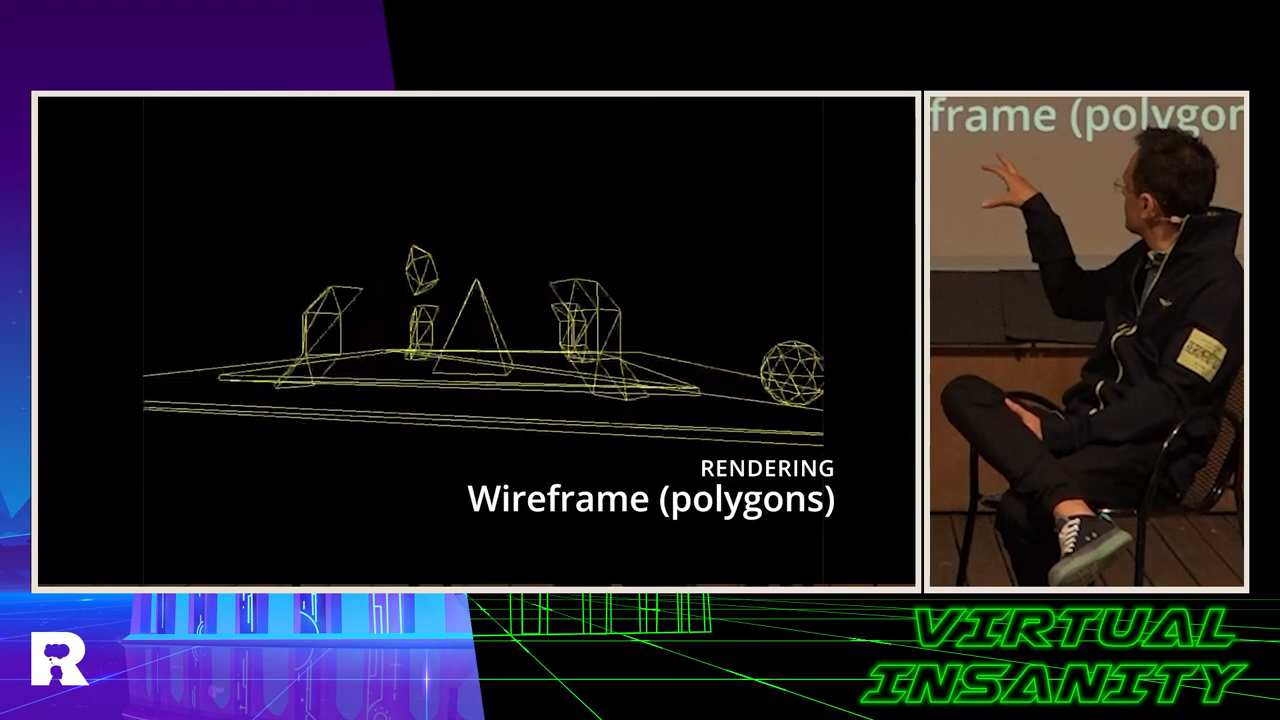 RENDERING
Wireframe (polygons)
frame (polygon
R
VIRTUAL
INSANITY